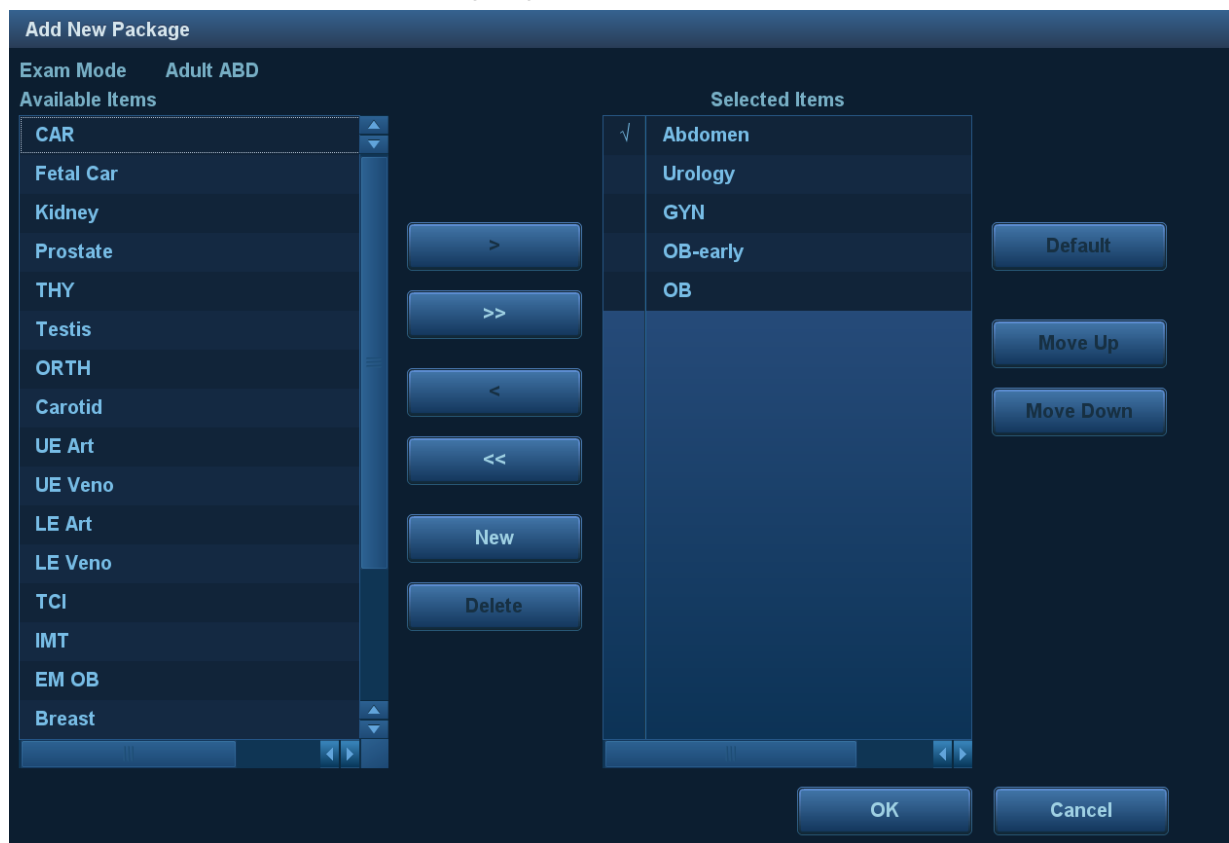 Add New Package
Exam Mode Adult ABD
Available Items
Selected Items
CAR
Fetal Car
Kidney
Prostate
THY
Testis
ORTH
Carotid
UE Art
UE Veno
LE Art
LE Veno
TCI
IMT
EM OB
Breast
>
>>
<
<<
New
Delete
√ Abdomen
Urology
GYN
OB-early
OB
Default
Move Up
Move Down
OK
Cancel